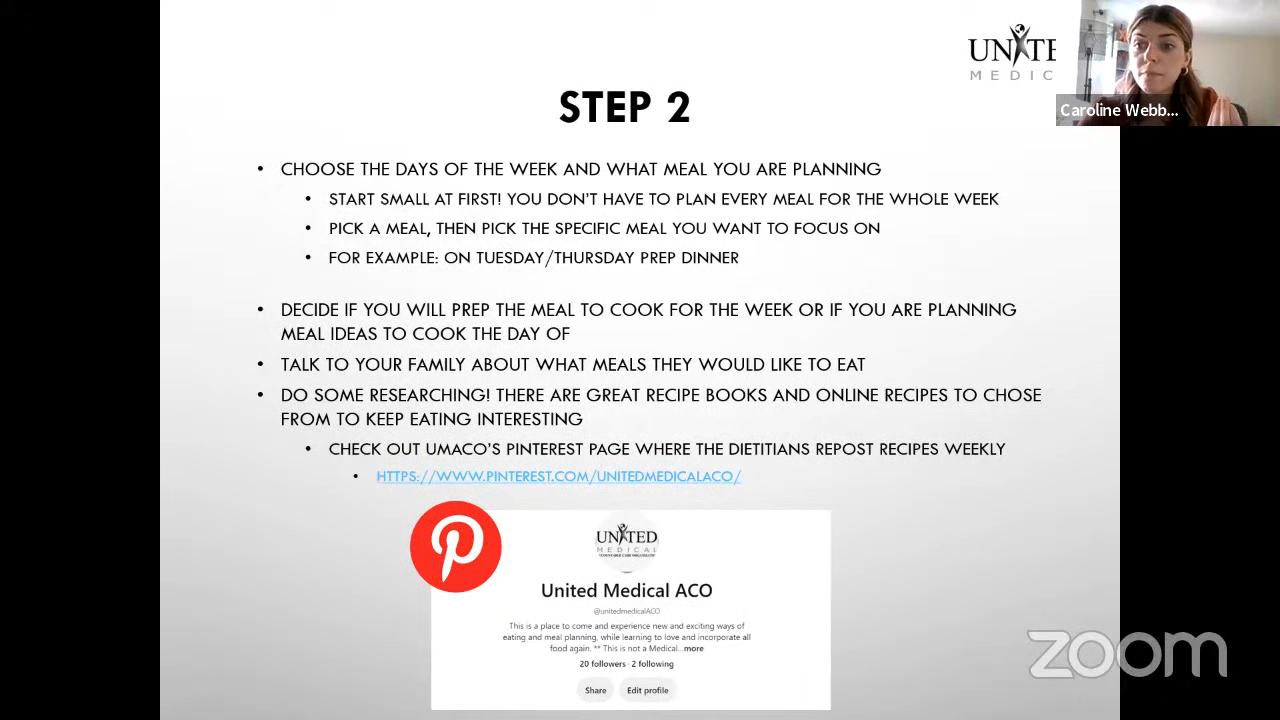 UNITE
MEDIC
Caroline Webb...
STEP 2
• CHOOSE THE DAYS OF THE WEEK AND WHAT MEAL YOU ARE PLANNING
• START SMALL AT FIRST! YOU DON'T HAVE TO PLAN EVERY MEAL FOR THE WHOLE WEEK
• PICK A MEAL, THEN PICK THE SPECIFIC MEAL YOU WANT TO FOCUS ON
• FOR EXAMPLE: ON TUESDAY/THURSDAY PREP DINNER
• DECIDE IF YOU WILL PREP THE MEAL TO COOK FOR THE WEEK OR IF YOU ARE PLANNING
MEAL IDEAS TO COOK THE DAY OF
• TALK TO YOUR FAMILY ABOUT WHAT MEALS THEY WOULD LIKE TO EAT
• DO SOME RESEARCHING! THERE ARE GREAT RECIPE BOOKS AND ONLINE RECIPES TO CHOSE
FROM TO KEEP EATING INTERESTING
• CHECK OUT UMACO'S PINTEREST PAGE WHERE THE DIETITIANS REPOST RECIPES WEEKLY
• HTTPS://WWW.PINTEREST.COM/UNITEDMEDICALACO/
UNITED
MEDICAL
United Medical ACO
@unitedmedicalACO
This is a place to come and experience new and exciting ways of
eating and meal planning, while learning to love and incorporate all
food again. ** This is not a Medical...more
20 followers · 2 following
Share Edit profile
zoom